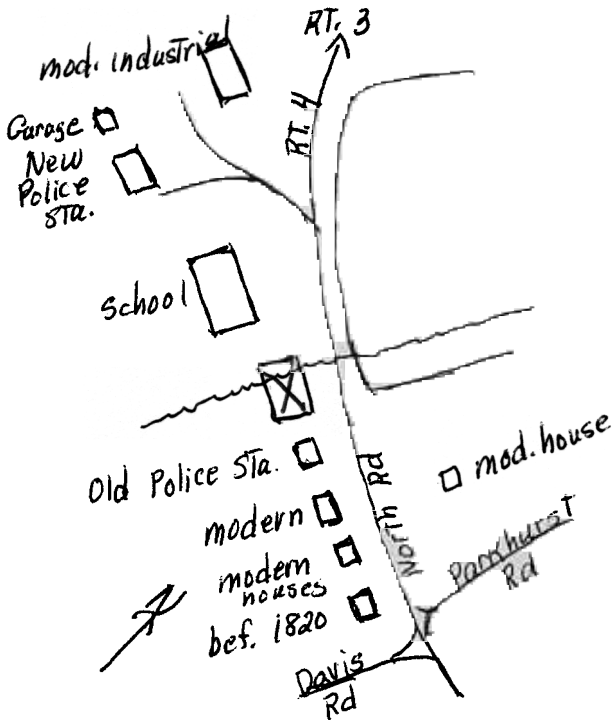 RT. 3
mod. industrial
RT. 4
Garage
New
Police
STa.
School
X
Old Police STa.
mod. house
North Rd
modern
Parkhurst
Rd
modern
houses
bef. 1820
Davis
Rd